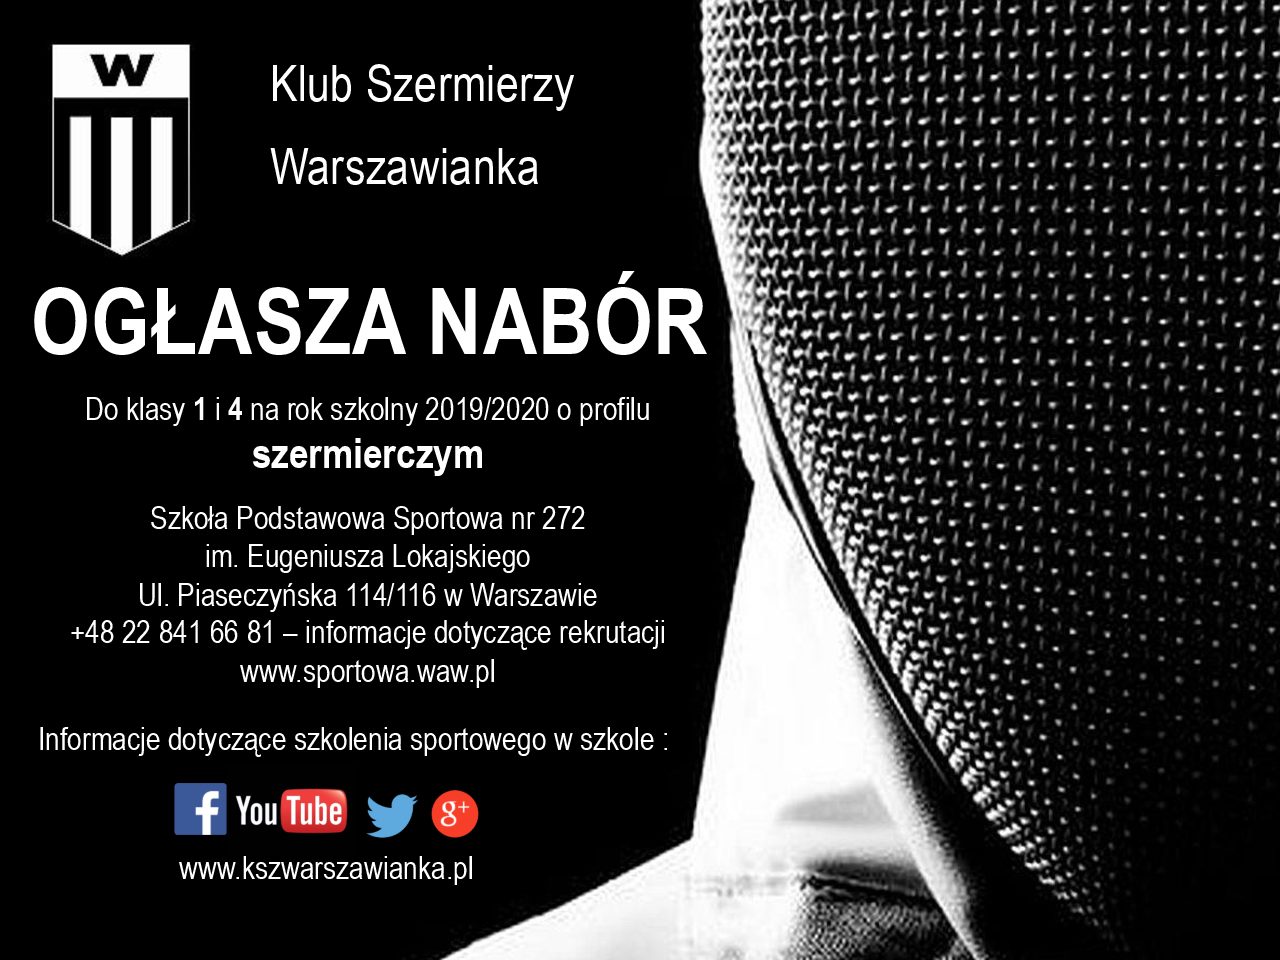 W
Klub Szermierzy
Warszawianka
OGŁASZA NABÓR
Do klasy 1 i 4 na rok szkolny 2019/2020 o profilu
szermierczym
Szkoła Podstawowa Sportowa nr 272
im. Eugeniusza Lokajskiego
Ul. Piaseczyńska 114/116 w Warszawie
+48 22 841 66 81 – informacje dotyczące rekrutacji
www.sportowa.waw.pl
Informacje dotyczące szkolenia sportowego w szkole :
f You Tube g+
www.kszwarszawianka.pl